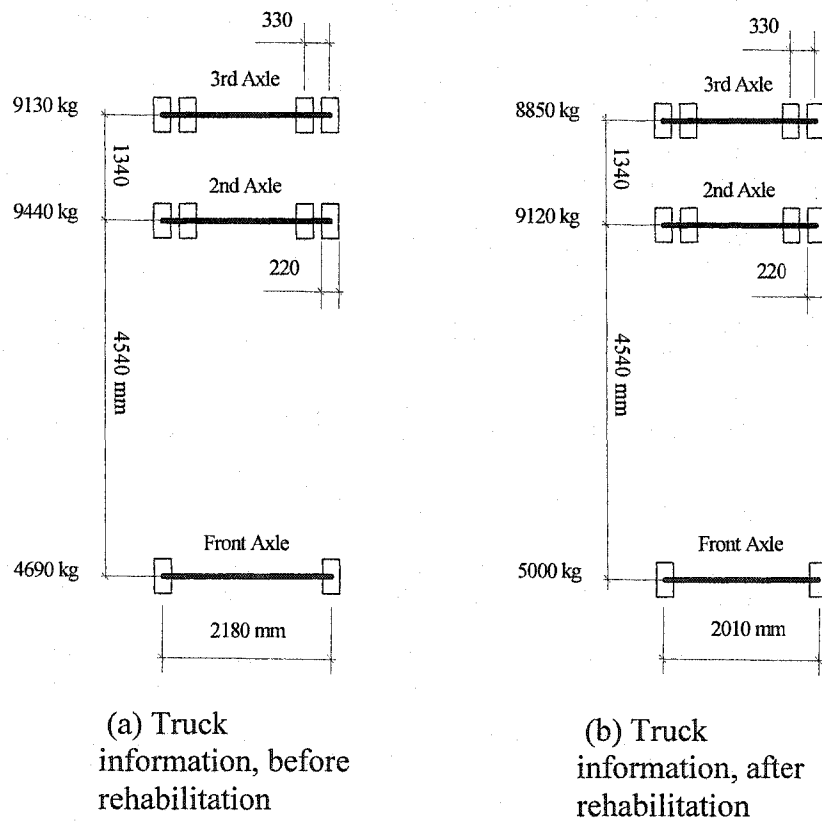 330
3rd Axle
9130 kg
1340
2nd Axle
9440 kg
220
4540 mm
Front Axle
4690 kg
2180 mm
(a) Truck
information, before
rehabilitation
330
3rd Axle
8850 kg
1340
2nd Axle
9120 kg
220
4540 mm
Front Axle
5000 kg
2010 mm
(b) Truck
information, after
rehabilitation